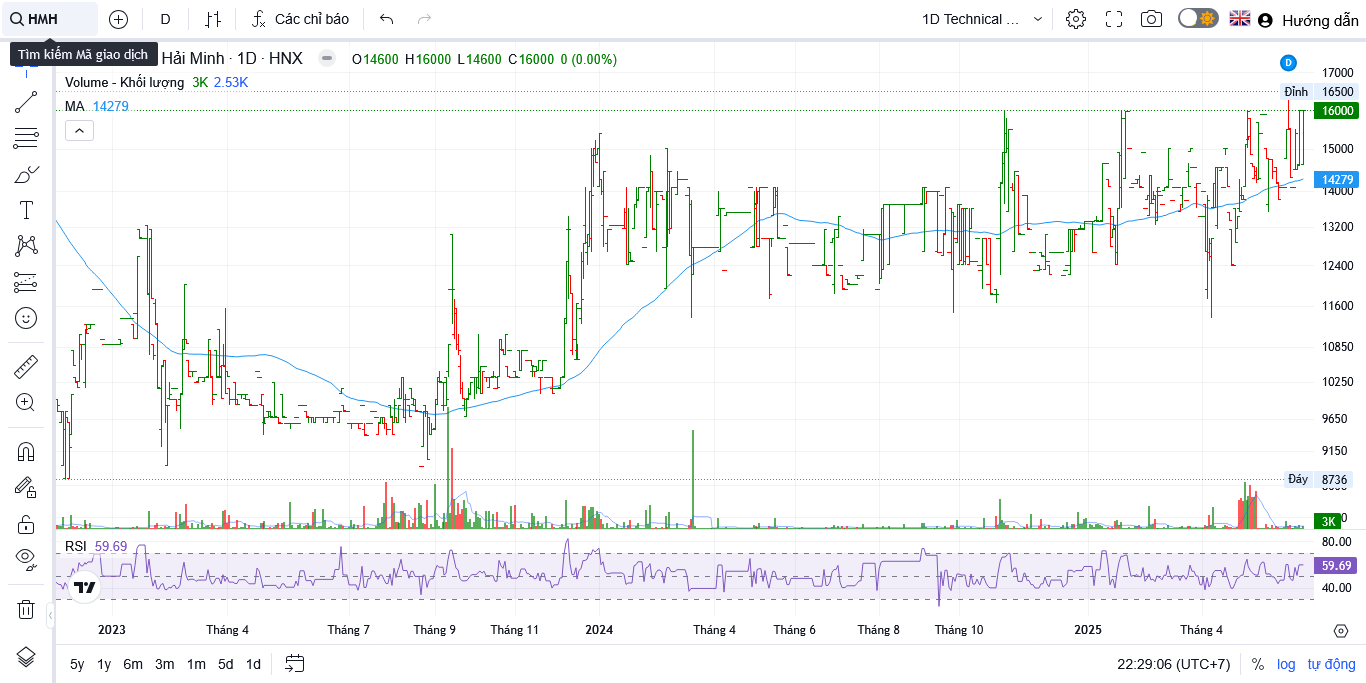 HMH
D
Các chỉ báo
1D Technical ...
Hướng dẫn
Tìm kiếm Mã giao dịch
Hải Minh · 1D · HNX
O14600 H16000 L14600 C16000 0 (0.00%)
Volume - Khối lượng 3K 2.53K
MA 14279
D
17000
Đỉnh 16500
16000
15000
14279
14000
13200
12400
11600
10850
10250
9650
9150
Đáy 8736
3K
RSI 59.69
80.00
59.69
40.00
2023 Tháng 4 Tháng 7 Tháng 9 Tháng 11 2024 Tháng 4 Tháng 6 Tháng 8 Tháng 10 2025 Tháng 4
5y 1y 6m 3m 1m 5d 1d
22:29:06 (UTC+7) % log tự động